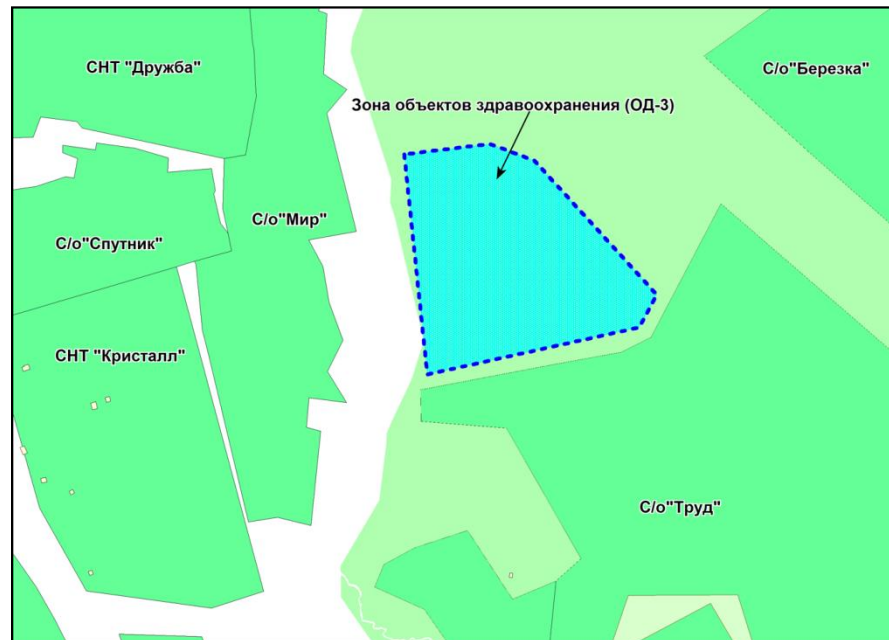 СНТ "Дружба"
С/о"Березка"
Зона объектов здравоохранения (ОД-3)
С/о"Мир"
С/о"Спутник"
СНТ "Кристалл"
С/о"Труд"